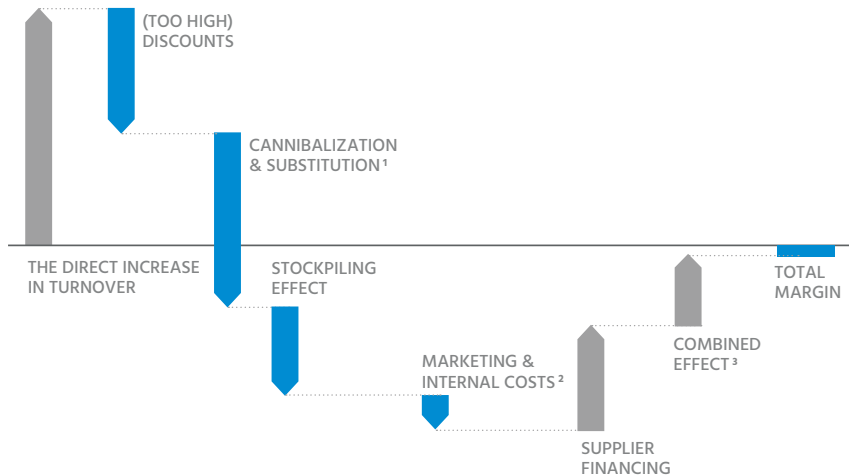 (TOO HIGH)
DISCOUNTS
CANNIBALIZATION
& SUBSTITUTION ¹
THE DIRECT INCREASE
IN TURNOVER
STOCKPILING
EFFECT
TOTAL
MARGIN
MARKETING &
INTERNAL COSTS ²
COMBINED
EFFECT ³
SUPPLIER
FINANCING